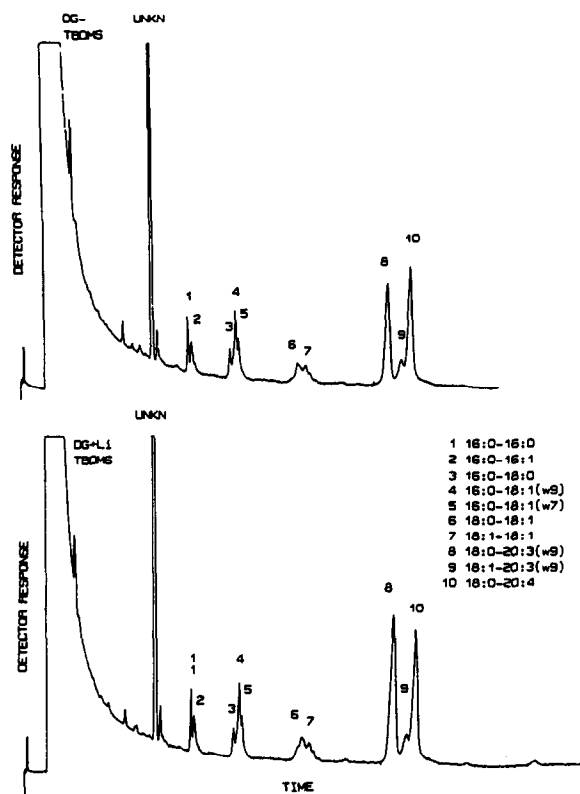 DG-
TBDMS
UNKN
DETECTOR RESPONSE
1
2
3
4
5
6
7
8
9
10
UNKN
DG+Li
TBDMS
DETECTOR RESPONSE
1
1
2
3
4
5
6
7
8
9
10
1 16:0-16:0
2 16:0-16:1
3 16:0-18:0
4 16:0-18:1(w9)
5 16:0-18:1(w7)
6 18:0-18:1
7 18:1-18:1
8 18:0-20:3(w9)
9 18:1-20:3(w9)
10 18:0-20:4
TIME